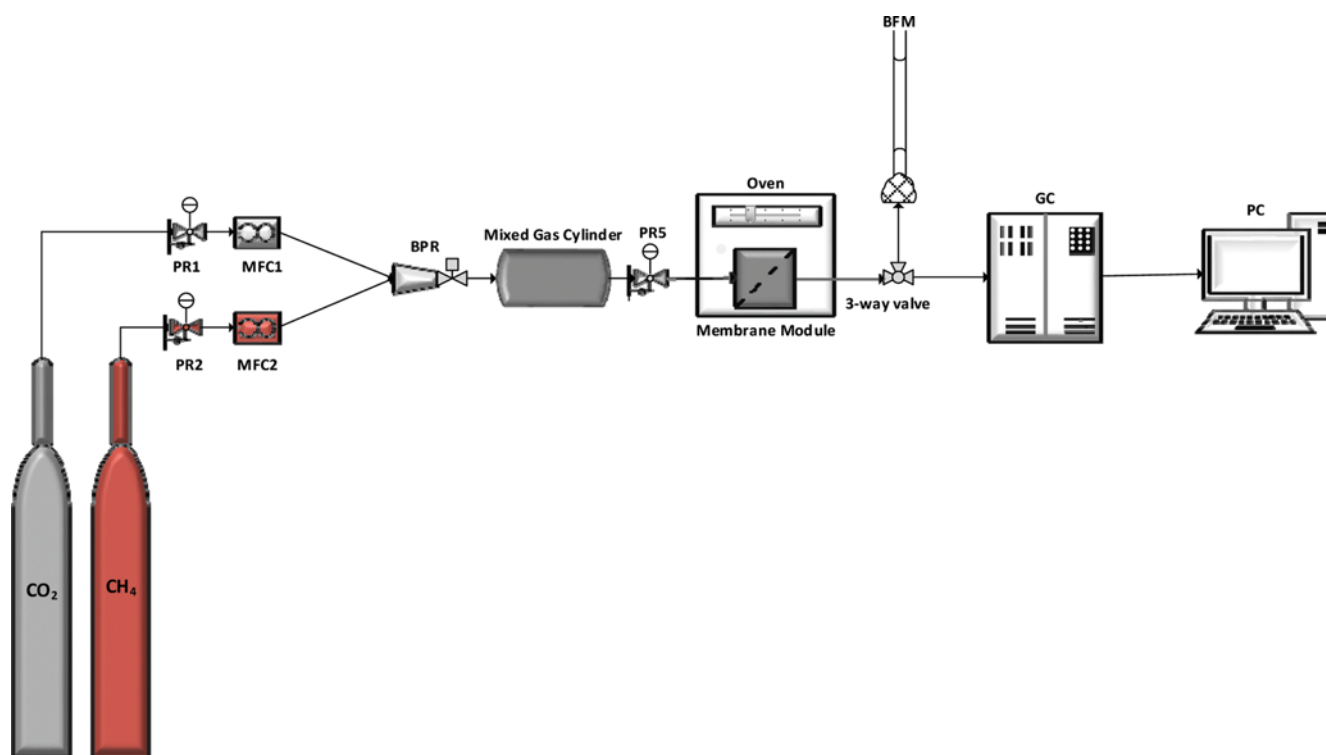 BFM
Oven
GC
PC
BPR
Mixed Gas Cylinder
PR5
PR1
MFC1
3-way valve
Membrane Module
PR2
MFC2
CO₂
CH₄